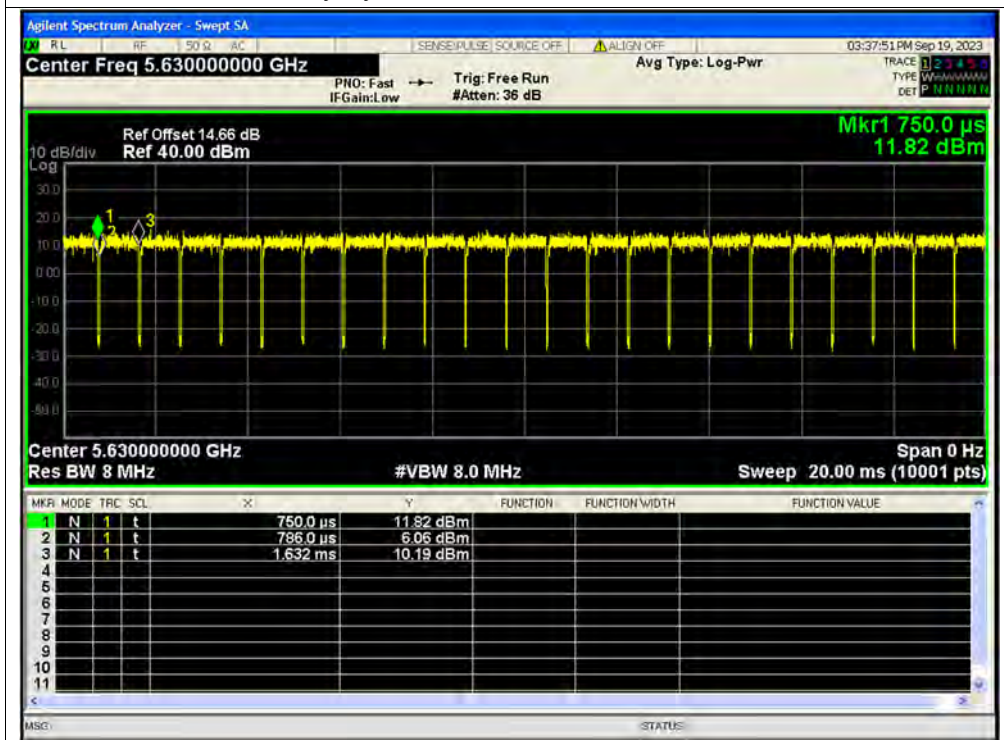 Agilent Spectrum Analyzer - Swept SA
RL RF 50 Ω AC SENSE:PULSE SOURCE OFF ALIGN OFF 03:37:51 PM Sep 19, 2023
Center Freq 5.630000000 GHz Avg Type: Log-Pwr TRACE 1 2 3 4 5 6
PNO: Fast Trig: Free Run TYPE
IFGain:Low #Atten: 36 dB DET P N N N N N
Mkr1 750.0 µs
Ref Offset 14.66 dB
10 dB/div Ref 40.00 dBm 11.82 dBm
Log
30.0
20.0
1 2 3
10.0
0.00
-10.0
-20.0
-30.0
-40.0
-50.0
Center 5.630000000 GHz Span 0 Hz
Res BW 8 MHz #VBW 8.0 MHz Sweep 20.00 ms (10001 pts)
MKR MODE TRC SCL X Y FUNCTION FUNCTION WIDTH FUNCTION VALUE
1 N 1 t 750.0 µs 11.82 dBm
2 N 1 t 786.0 µs 6.06 dBm
3 N 1 t 1.632 ms 10.19 dBm
4
5
6
7
8
9
10
11
MSG STATUS